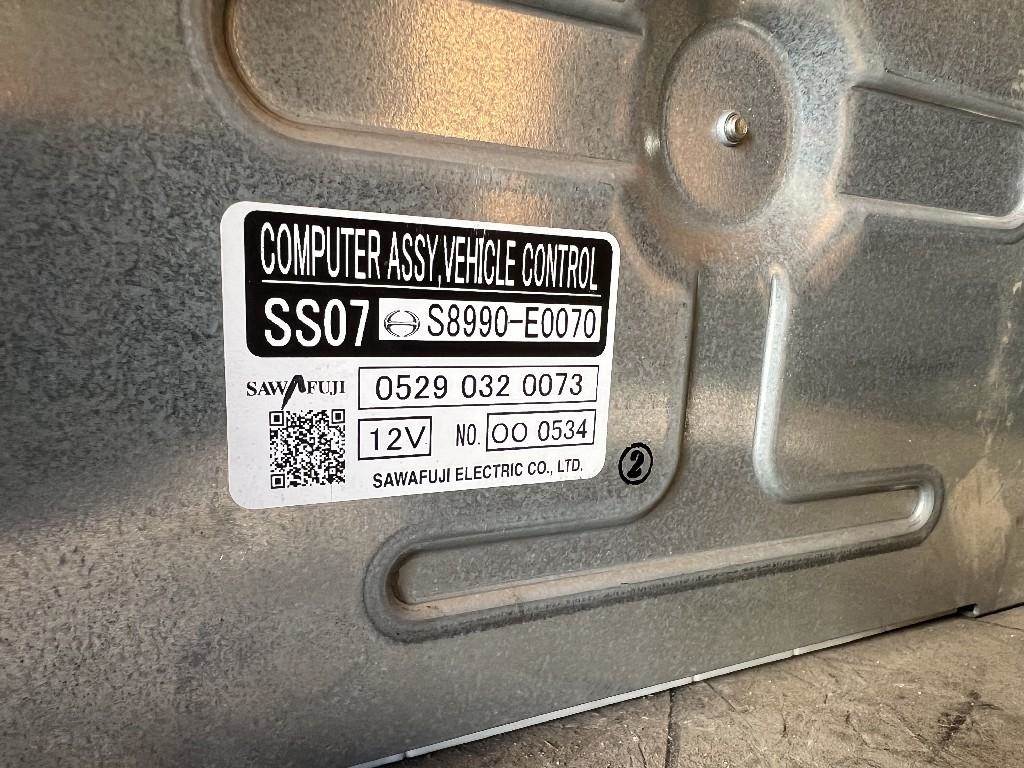 COMPUTER ASSY,VEHICLE CONTROL
SS07 S8990-E0070
SAWAFUJI 0529 032 0073
12V NO. 00 0534
SAWAFUJI ELECTRIC CO., LTD.
2